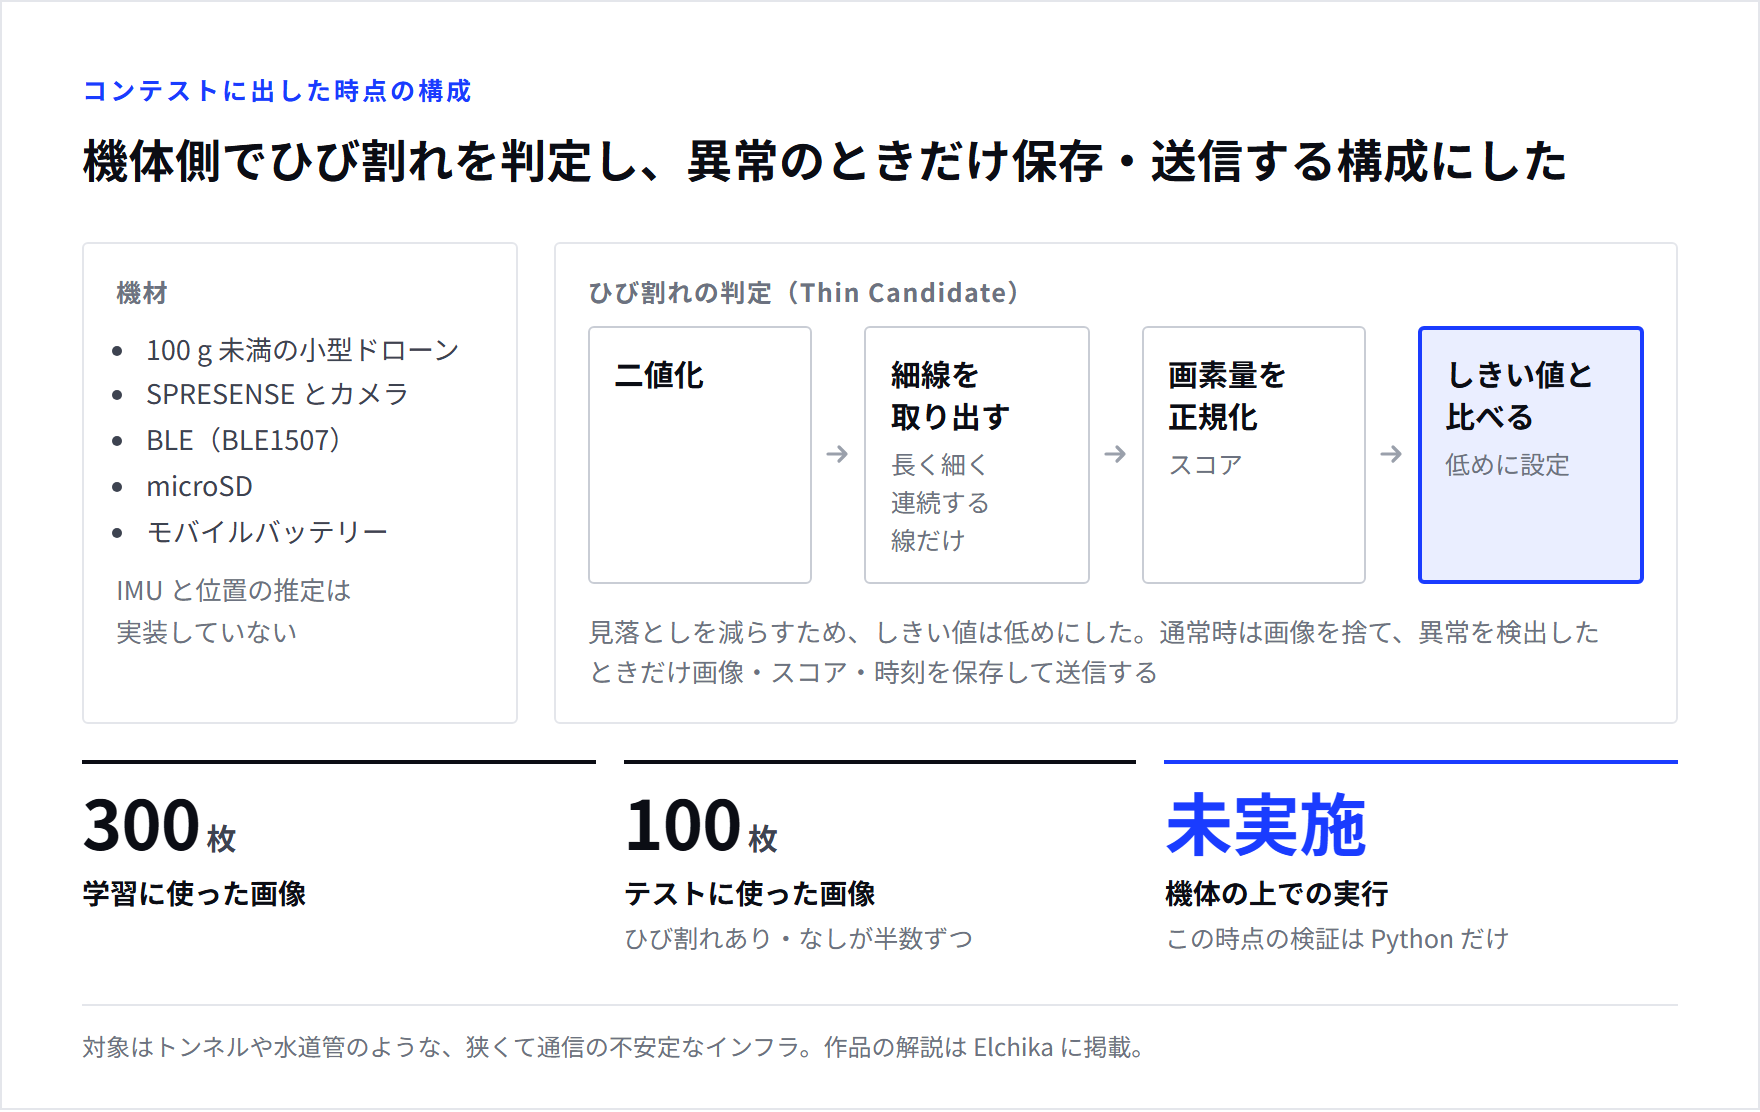 コンテストに出した時点の構成
機体側でひび割れを判定し、異常のときだけ保存・送信する構成にした
機材
100 g 未満の小型ドローン
SPRESENSE とカメラ
BLE（BLE1507）
microSD
モバイルバッテリー
IMU と位置の推定は
実装していない
ひび割れの判定（Thin Candidate）
二値化
→
細線を
取り出す
長く細く
連続する
線だけ
→
画素量を
正規化
スコア
→
しきい値と
比べる
低めに設定
見落としを減らすため、しきい値は低めにした。通常時は画像を捨て、異常を検出した
ときだけ画像・スコア・時刻を保存して送信する
300 枚
学習に使った画像
100 枚
テストに使った画像
ひび割れあり・なしが半数ずつ
未実施
機体の上での実行
この時点の検証は Python だけ
対象はトンネルや水道管のような、狭くて通信の不安定なインフラ。作品の解説は Elchika に掲載。